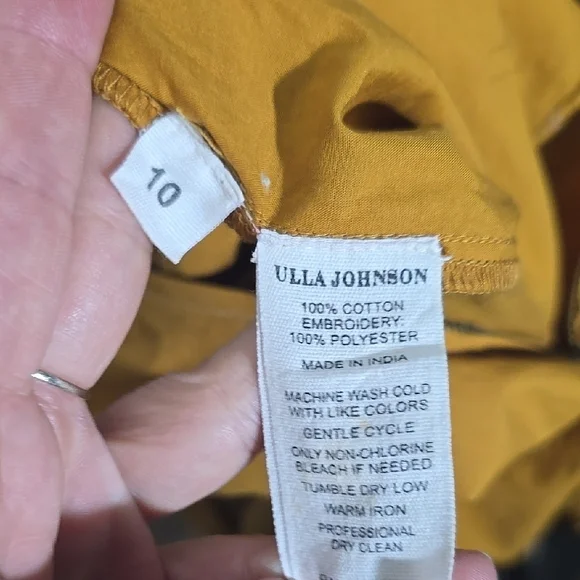 10
ULLA JOHNSON
100% COTTON
EMBROIDERY:
100% POLYESTER
MADE IN INDIA
MACHINE WASH COLD
WITH LIKE COLORS
GENTLE CYCLE
ONLY NON-CHLORINE
BLEACH IF NEEDED
TUMBLE DRY LOW
WARM IRON
PROFESSIONAL
DRY CLEAN